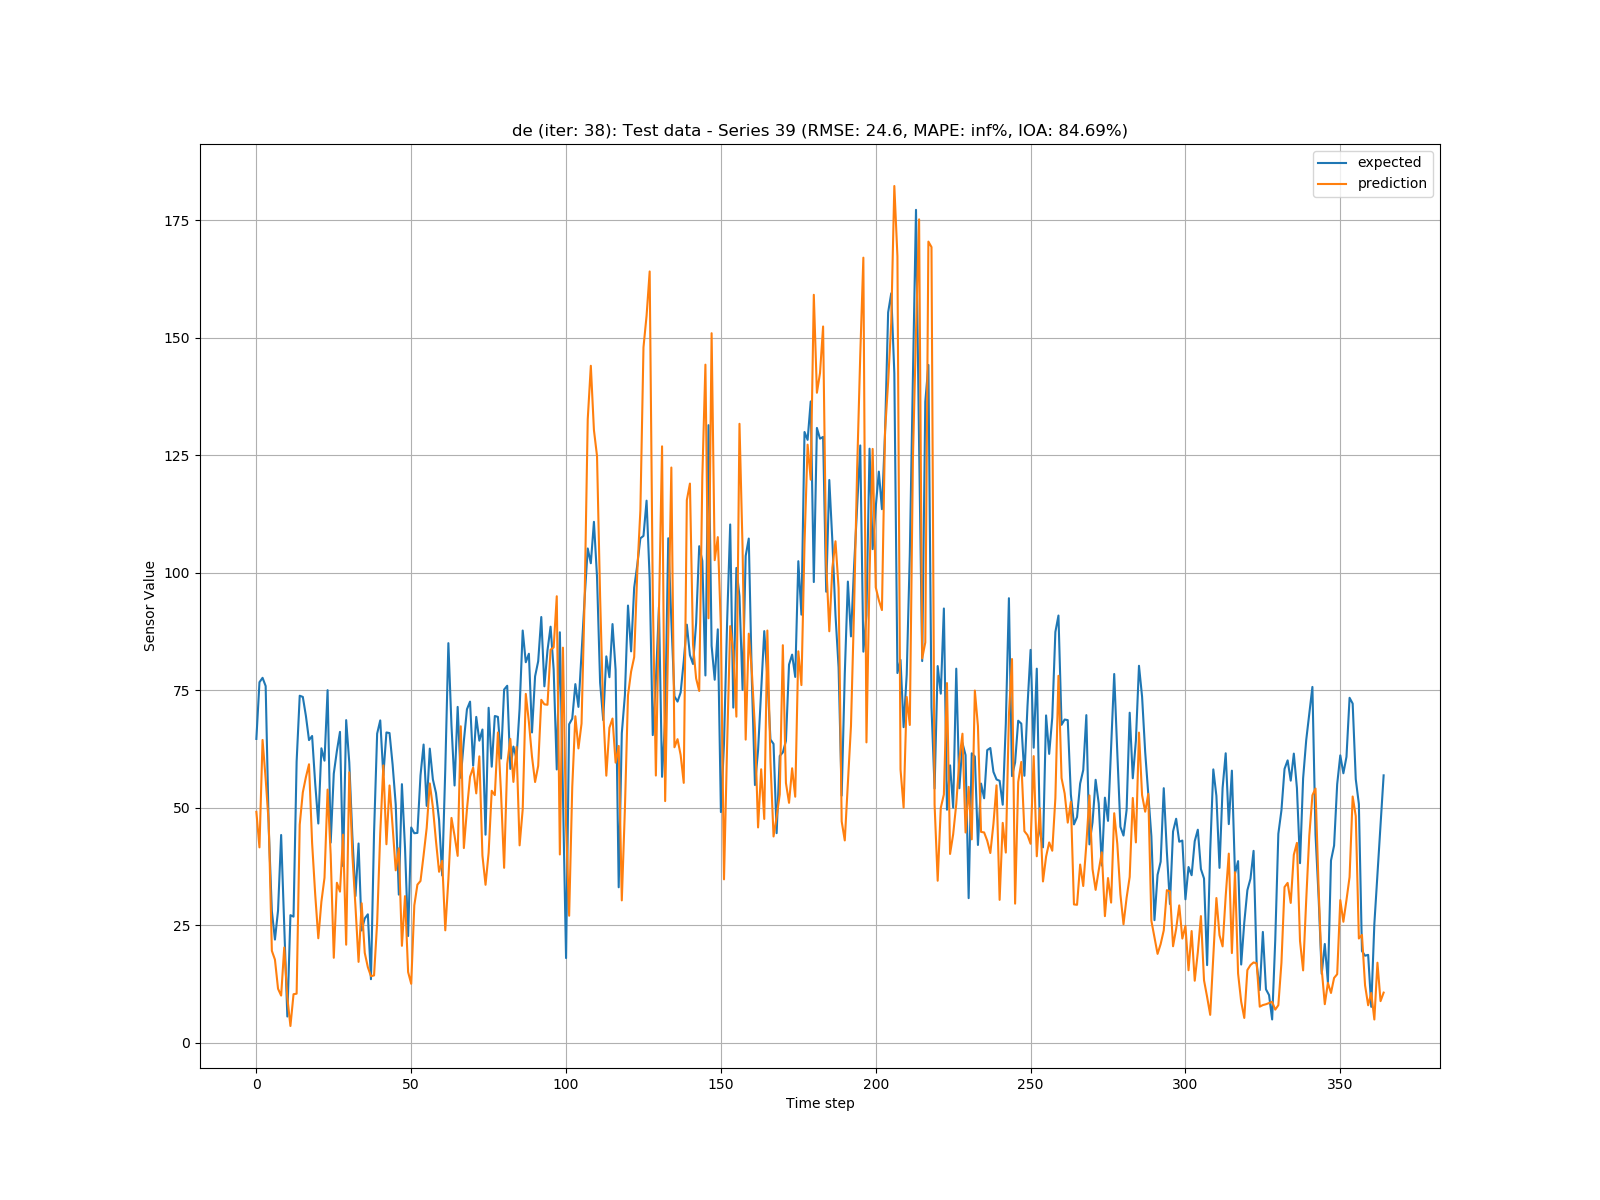 de (iter: 38): Test data - Series 39 (RMSE: 24.6, MAPE: inf%, IOA: 84.69%)
expected
prediction
175
150
125
100
75
50
25
0
Sensor Value
0 50 100 150 200 250 300 350
Time step